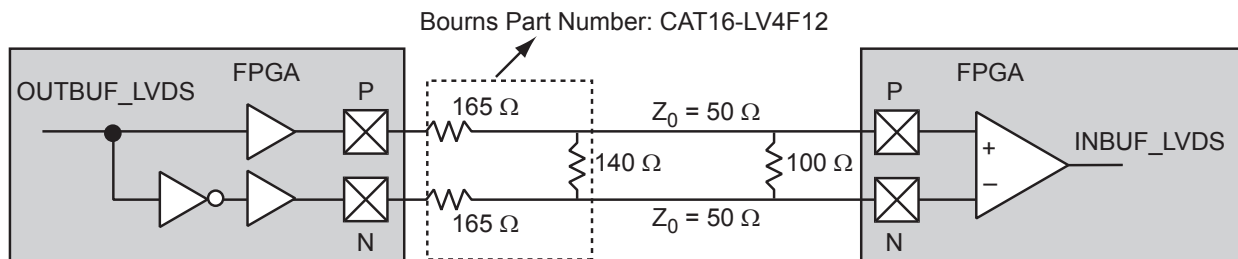 Bourns Part Number: CAT16-LV4F12
FPGA
FPGA
OUTBUF_LVDS
P
165 Ω
Z0 = 50 Ω
P
140 Ω
100 Ω
+
−
INBUF_LVDS
165 Ω
Z0 = 50 Ω
N
N